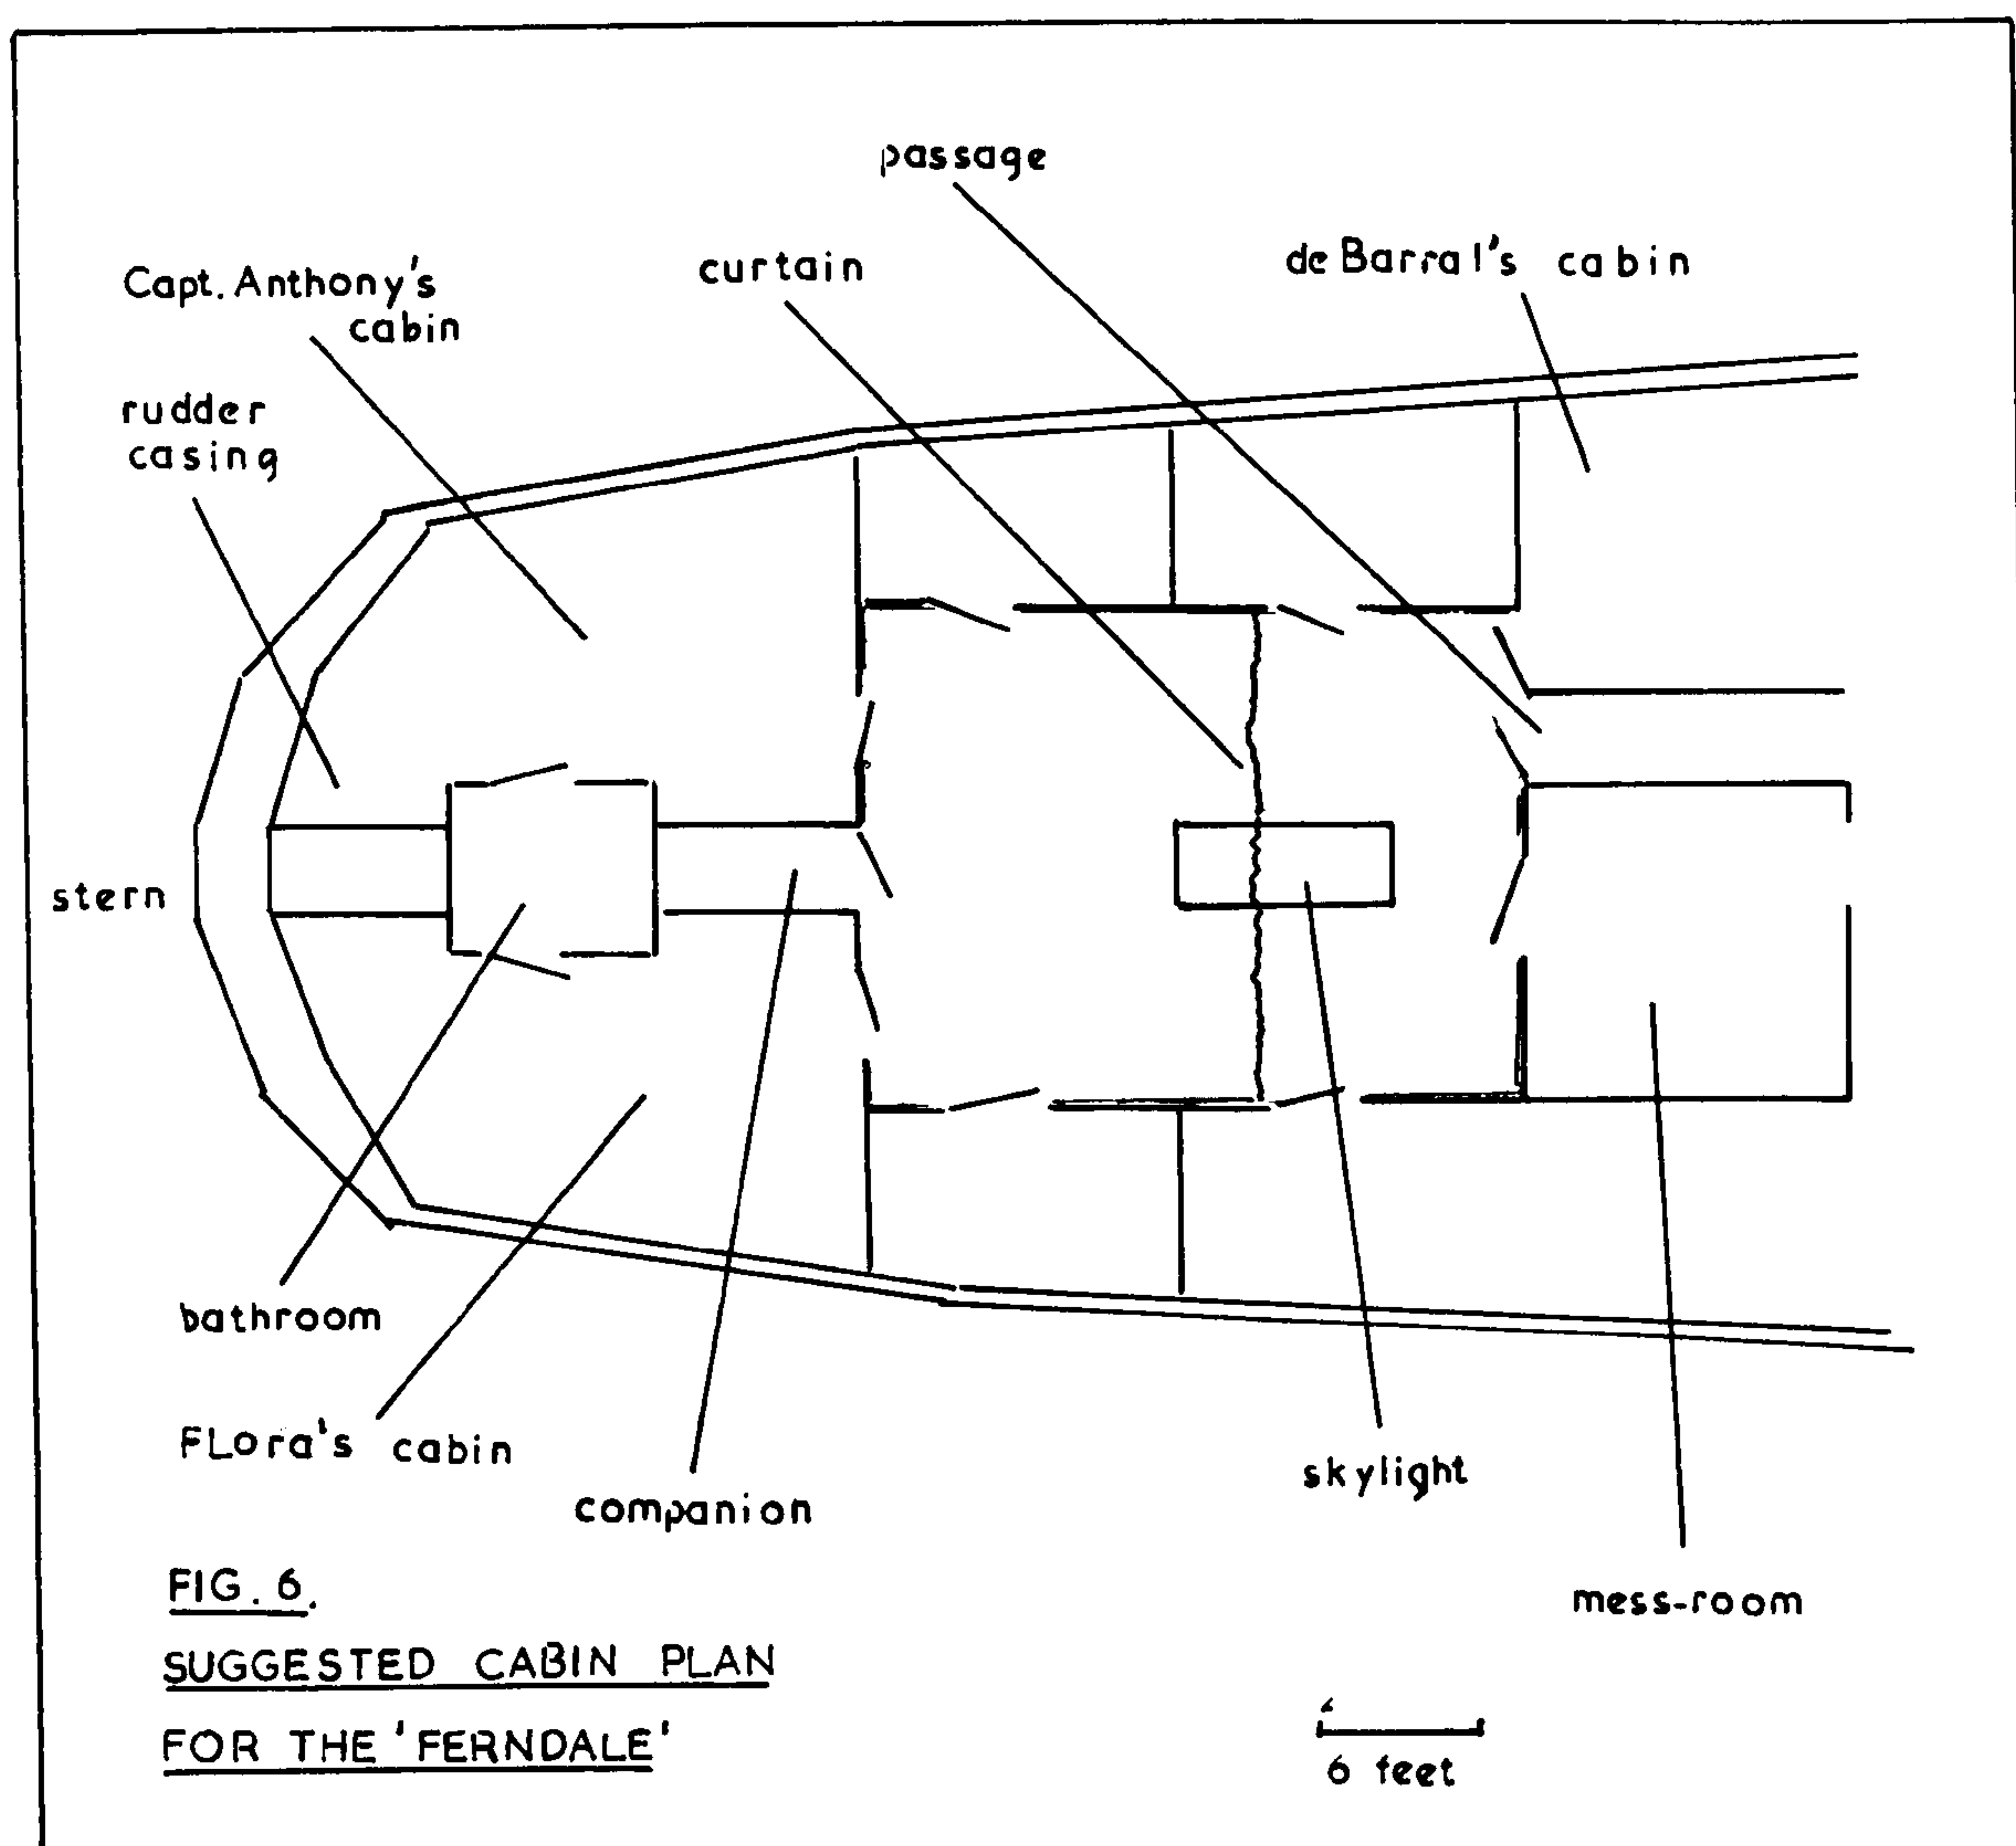 passage
curtain
de Barral's cabin
Capt. Anthony's
cabin
rudder
casing
stern
bathroom
FLora's cabin
companion
skylight
mess-room
FIG. 6.
SUGGESTED CABIN PLAN
FOR THE 'FERNDALE'
6 feet